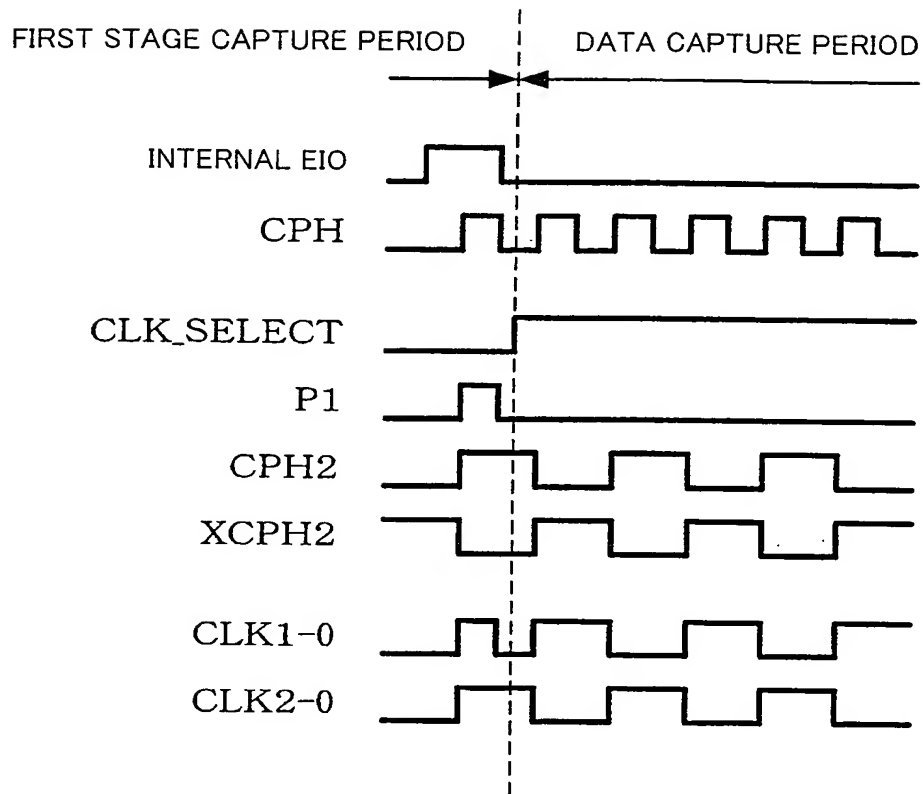 FIRST STAGE CAPTURE PERIOD
DATA CAPTURE PERIOD
INTERNAL EIO
CPH
CLK_SELECT
P1
CPH2
XCPH2
CLK1-0
CLK2-0